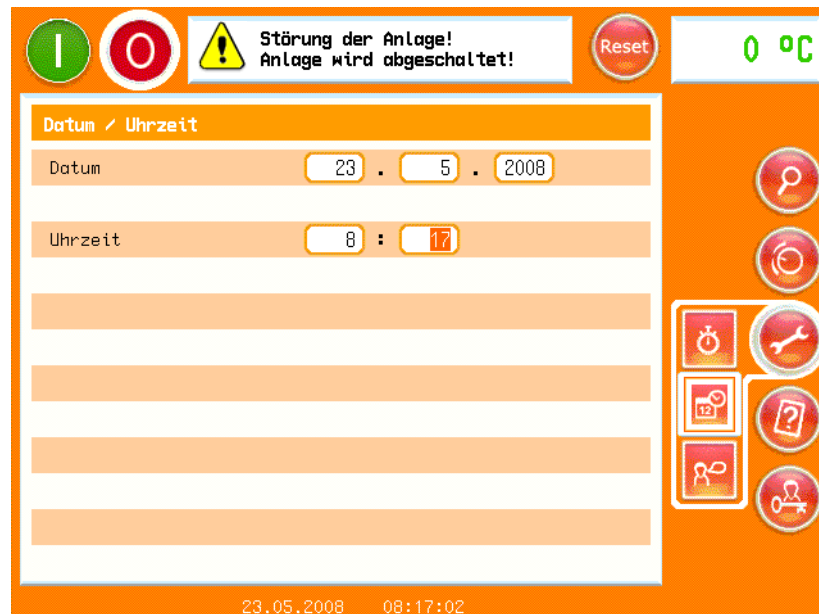 I O
Störung der Anlage!
Anlage wird abgeschaltet!
Reset
0 °C
Datum / Uhrzeit
Datum 23 . 5 . 2008
Uhrzeit 8 : 17
12
?
23.05.2008 08:17:02